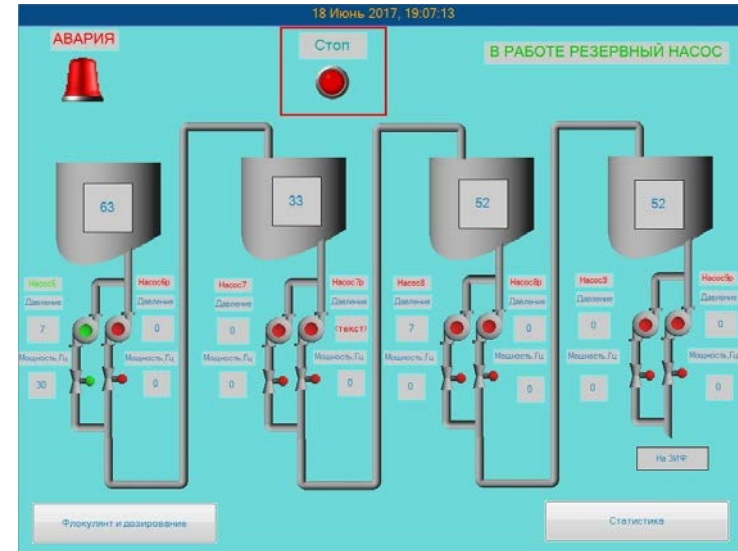 18 Июнь 2017, 19:07:13
АВАРИЯ
Стоп
В РАБОТЕ РЕЗЕРВНЫЙ НАСОС
63
33
52
52
Насос6р
Насос7
Насос7р
Насос8
Насос8р
Насос9р
Давление Давление Давление Давление Давление Давление Давление Давление
7 0 0 <текст> 7 0 0 0
Мощность,Гц Мощность,Гц Мощность,Гц Мощность,Гц Мощность,Гц Мощность,Гц Мощность,Гц Мощность,Гц
30 0 0 0 0 0 0 0
На ЗИФ
Флокулянт и дозирование
Статистика